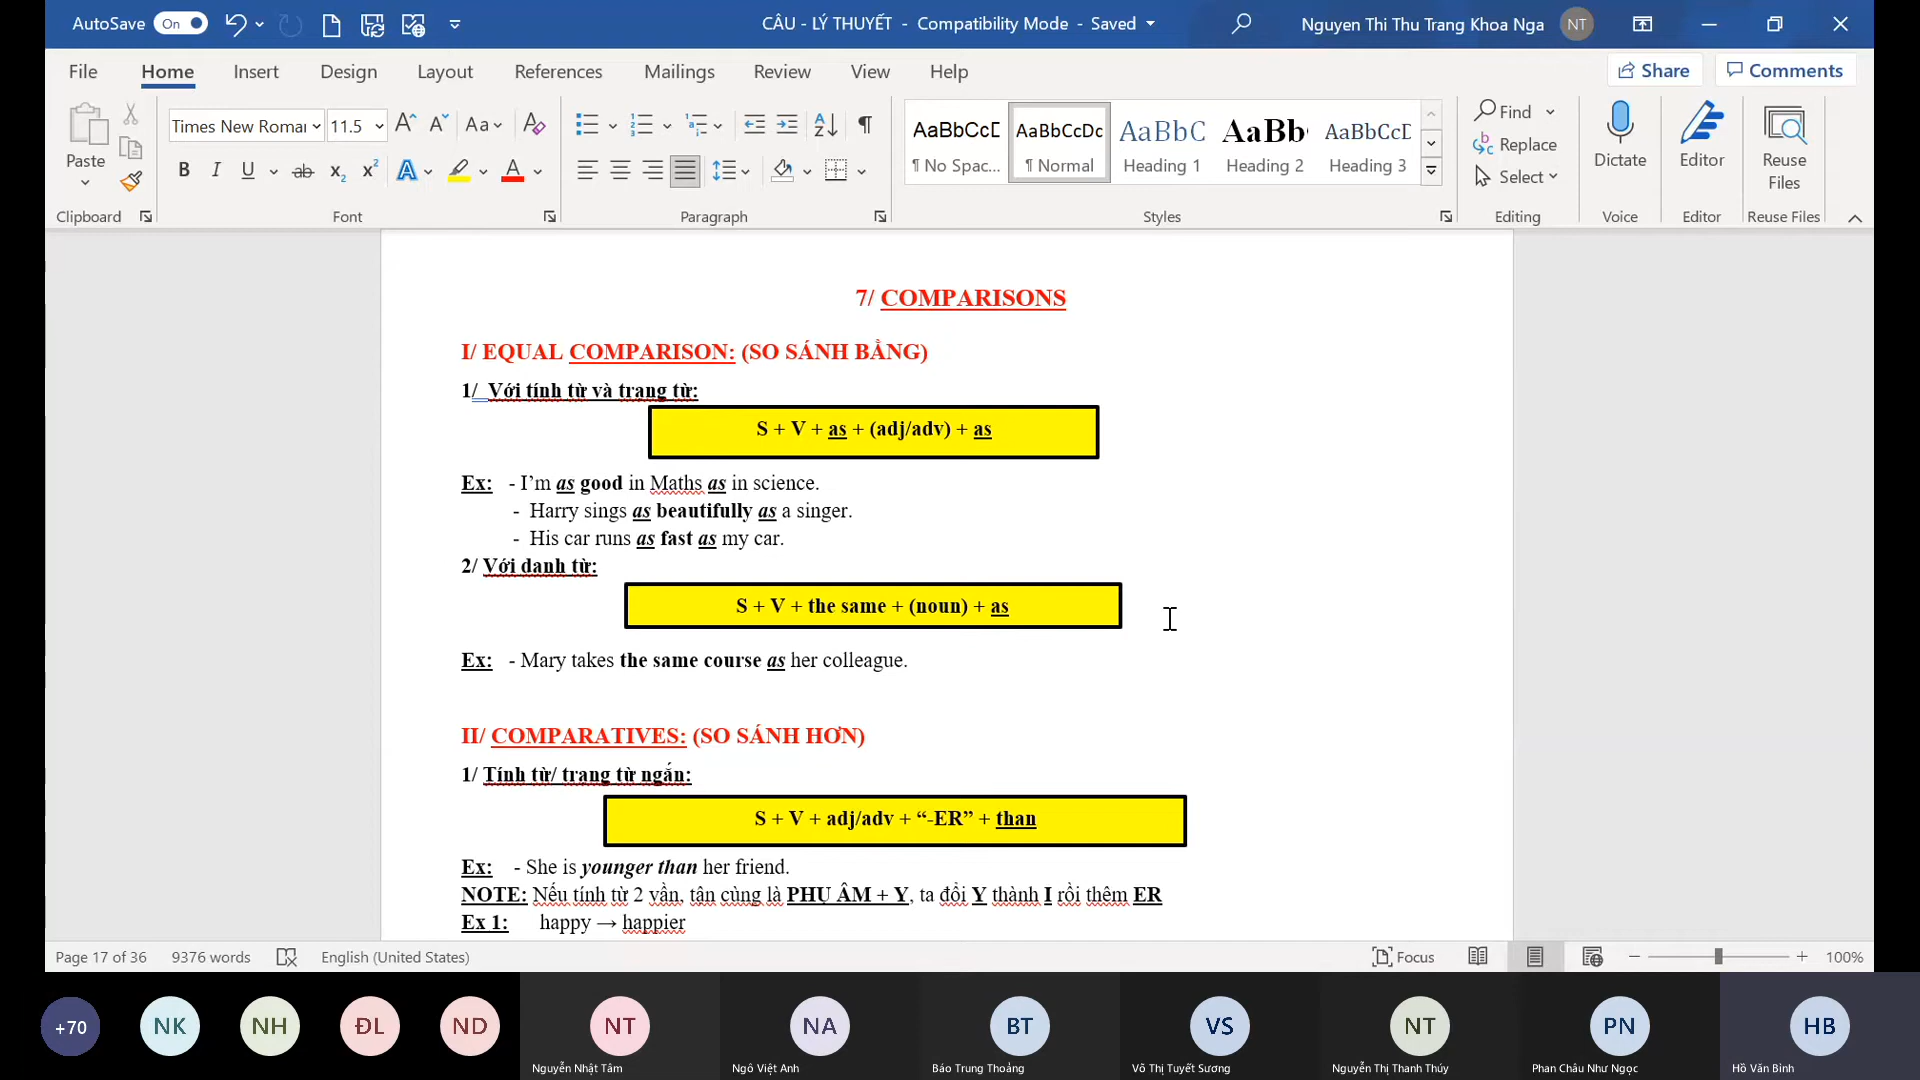 AutoSave On CÂU - LÝ THUYẾT - Compatibility Mode - Saved Nguyen Thi Thu Trang Khoa Nga NT
File Home Insert Design Layout References Mailings Review View Help Share Comments
Paste
Clipboard
Times New Romar 11.5 Aa
B I U ab x₂ x² A A
Font
Paragraph
AaBbCcD AaBbCcDc AaBbC AaBb AaBbCcD
¶ No Spac... ¶ Normal Heading 1 Heading 2 Heading 3
Styles
Find
Replace
Select
Editing
Dictate
Voice
Editor
Editor
Reuse
Files
Reuse Files
7/ COMPARISONS
I/ EQUAL COMPARISON: (SO SÁNH BẰNG)
1/ Với tính từ và trạng từ:
S + V + as + (adj/adv) + as
Ex: - I’m as good in Maths as in science.
- Harry sings as beautifully as a singer.
- His car runs as fast as my car.
2/ Với danh từ:
S + V + the same + (noun) + as
Ex: - Mary takes the same course as her colleague.
II/ COMPARATIVES: (SO SÁNH HƠN)
1/ Tính từ/ trạng từ ngắn:
S + V + adj/adv + “-ER” + than
Ex: - She is younger than her friend.
NOTE: Nếu tính từ 2 vần, tận cùng là PHỤ ÂM + Y, ta đổi Y thành I rồi thêm ER
Ex 1: happy → happier
Page 17 of 36 9376 words English (United States) Focus 100%
+70 NK NH ĐL ND NT NA BT VS NT PN HB
Nguyễn Nhật Tâm Ngô Việt Anh Báo Trung Thoảng Võ Thị Tuyết Sương Nguyễn Thị Thanh Thúy Phan Châu Như Ngọc Hồ Văn Bình